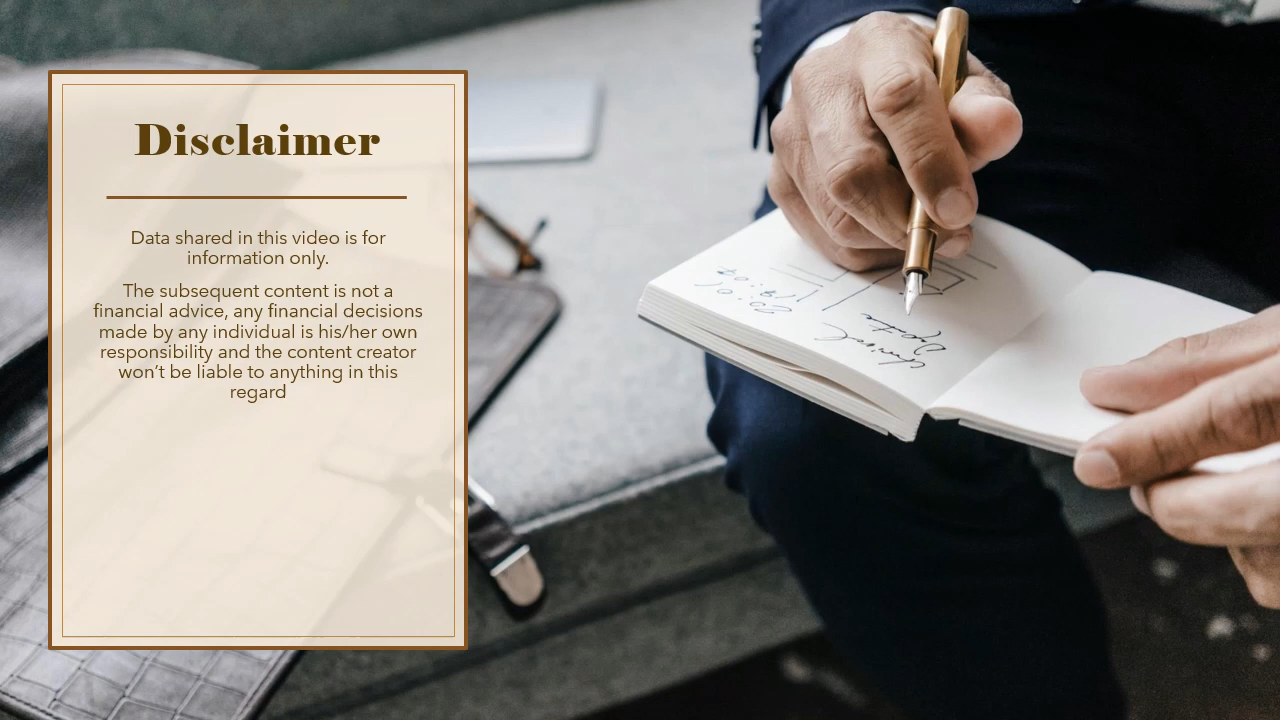 Disclaimer
Data shared in this video is for
information only.
The subsequent content is not a
financial advice, any financial decisions
made by any individual is his/her own
responsibility and the content creator
won't be liable to anything in this
regard